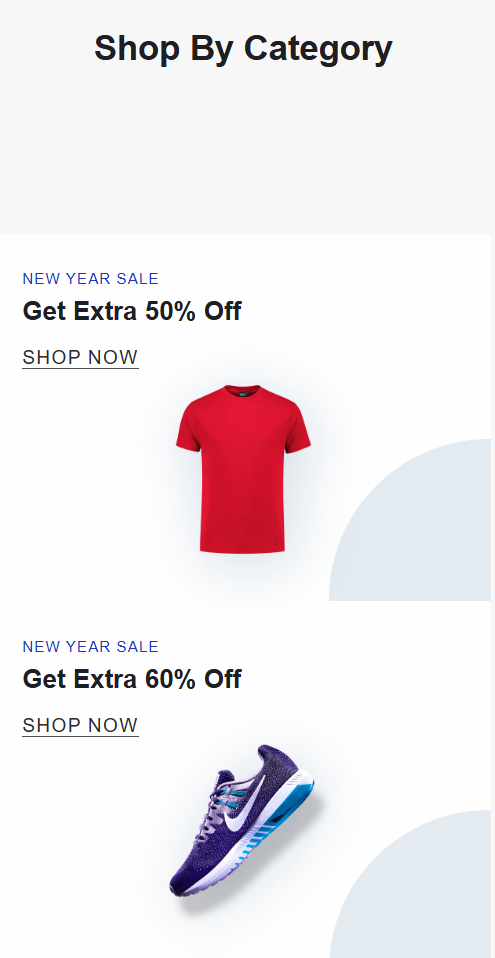 Shop By Category
NEW YEAR SALE
Get Extra 50% Off
SHOP NOW
NEW YEAR SALE
Get Extra 60% Off
SHOP NOW